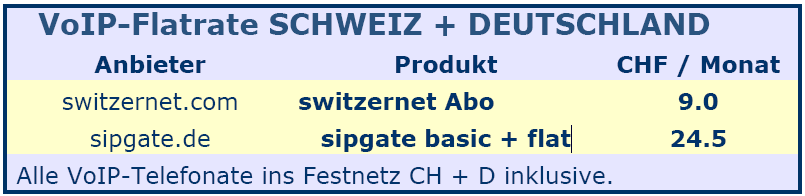 VoIP-Flatrate SCHWEIZ + DEUTSCHLAND
Anbieter Produkt CHF / Monat
switzernet.com switzernet Abo 9.0
sipgate.de sipgate basic + flat 24.5
Alle VoIP-Telefonate ins Festnetz CH + D inklusive.